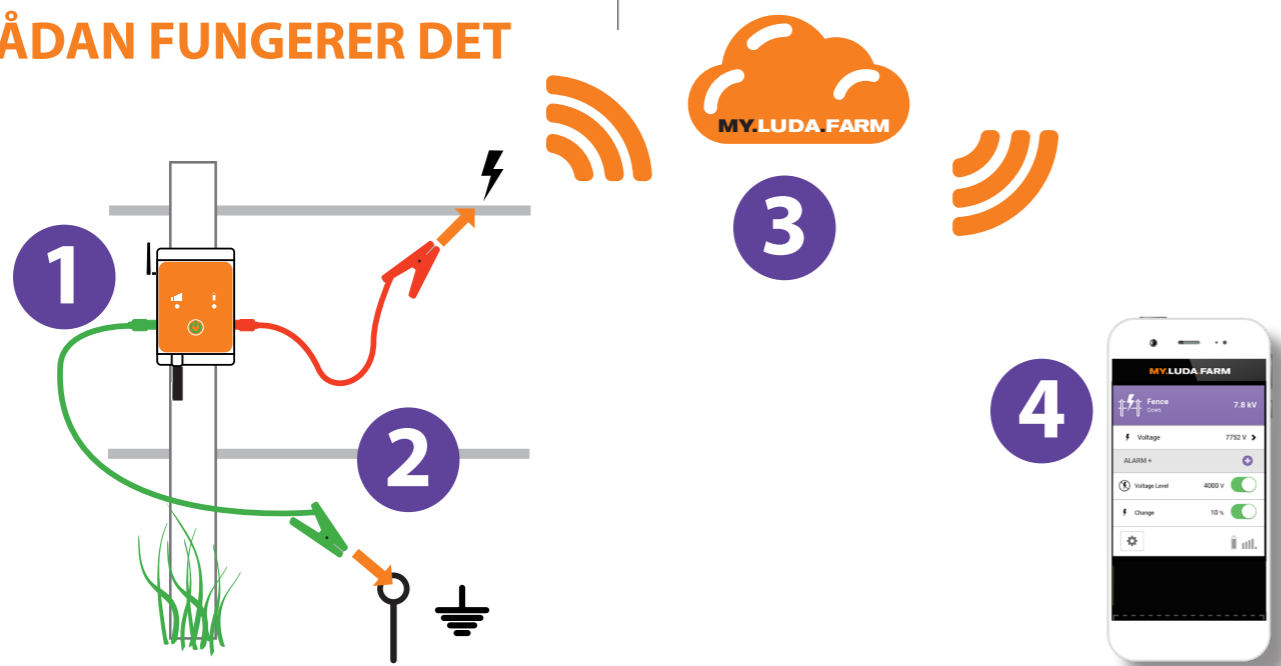 ÅDAN FUNGERER DET
MY.LUDA.FARM
1
2
3
4
MY.LUDA.FARM
Fence
7.8 kV
Cows
Voltage
7752 V
ALARM +
Voltage Level
4000 V
Change
10 %